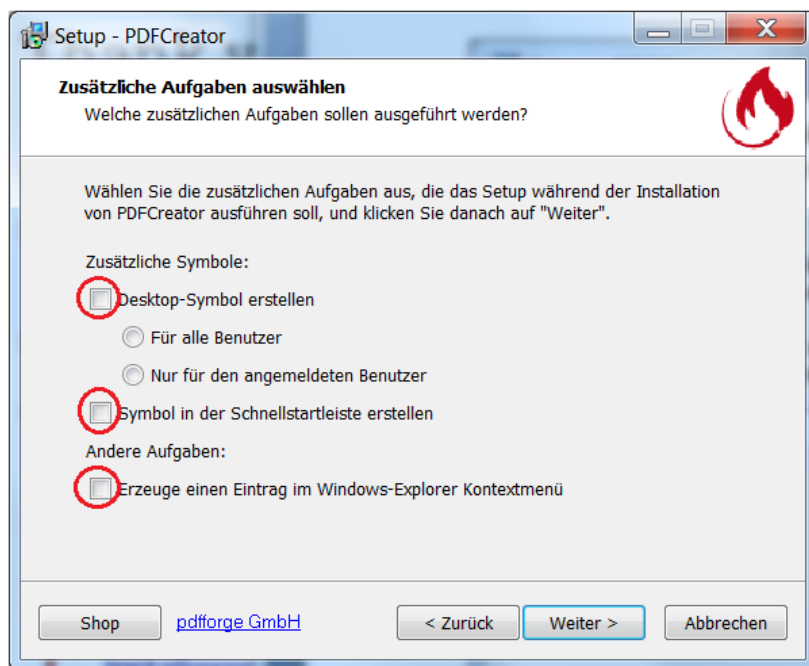 Setup - PDFCreator
Zusätzliche Aufgaben auswählen
Welche zusätzlichen Aufgaben sollen ausgeführt werden?
Wählen Sie die zusätzlichen Aufgaben aus, die das Setup während der Installation
von PDFCreator ausführen soll, und klicken Sie danach auf "Weiter".
Zusätzliche Symbole:
Desktop-Symbol erstellen
Für alle Benutzer
Nur für den angemeldeten Benutzer
Symbol in der Schnellstartleiste erstellen
Andere Aufgaben:
Erzeuge einen Eintrag im Windows-Explorer Kontextmenü
Shop pdfforge GmbH < Zurück Weiter > Abbrechen